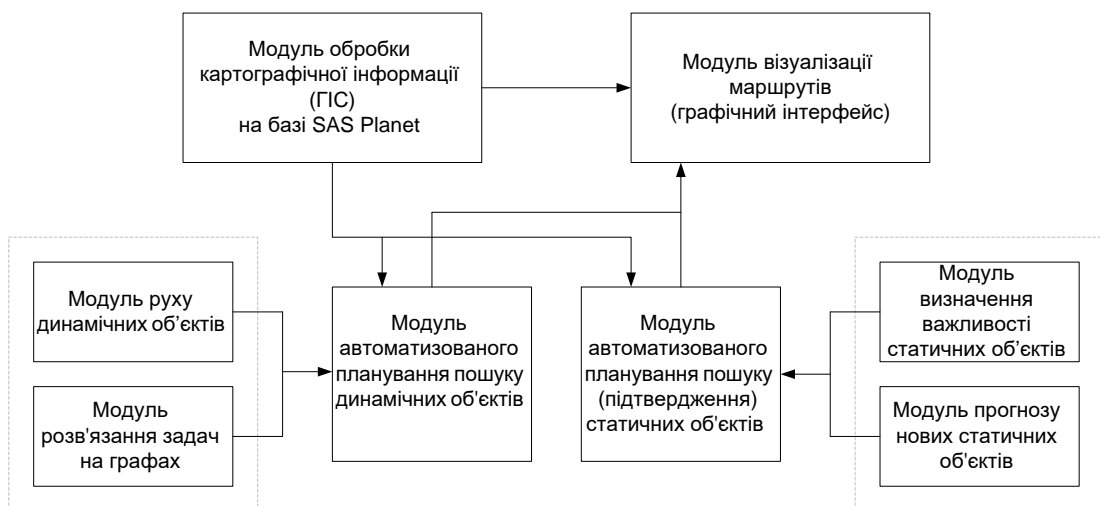 Модуль обробки
картографічної інформації
(ГІС)
на базі SAS Planet
Модуль візуалізації
маршрутів
(графічний інтерфейс)
Модуль руху
динамічних об’єктів
Модуль
розв'язання задач
на графах
Модуль
автоматизованого
планування пошуку
динамічних об'єктів
Модуль
автоматизованого
планування пошуку
(підтвердження)
статичних об'єктів
Модуль
визначення
важливості
статичних об’єктів
Модуль прогнозу
нових статичних
об'єктів